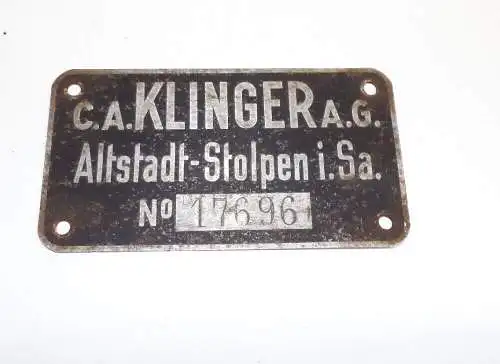 C.A. KLINGER A.G.
Altstadt-Stolpen i. Sa.
No 17696